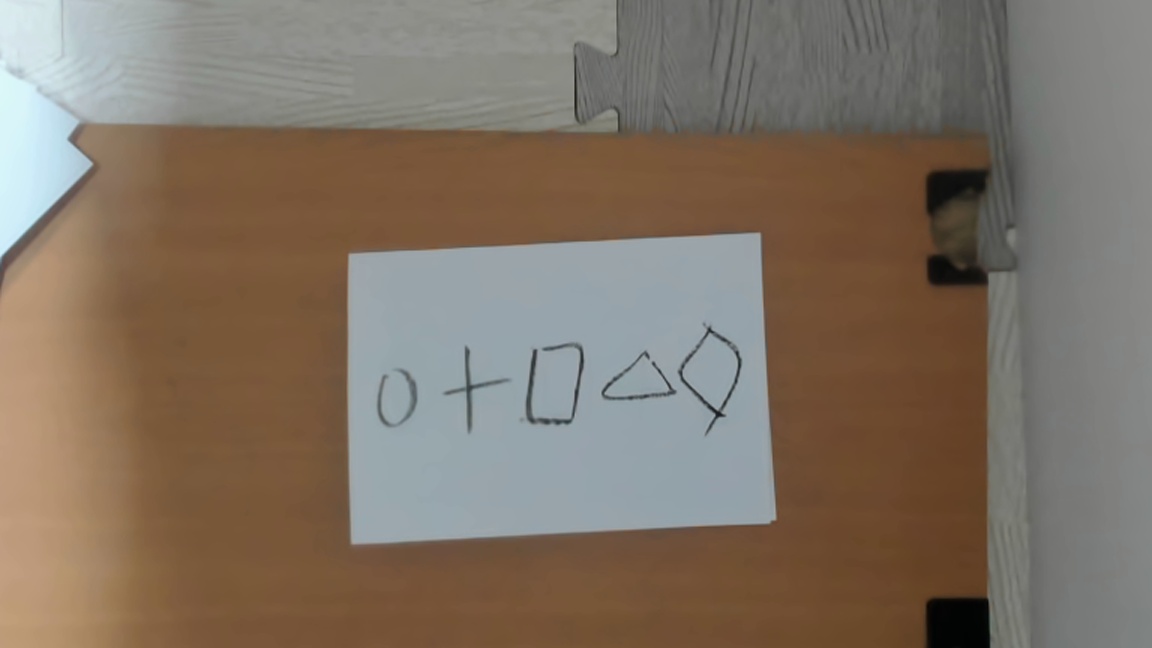 ○ + □ △ ◇